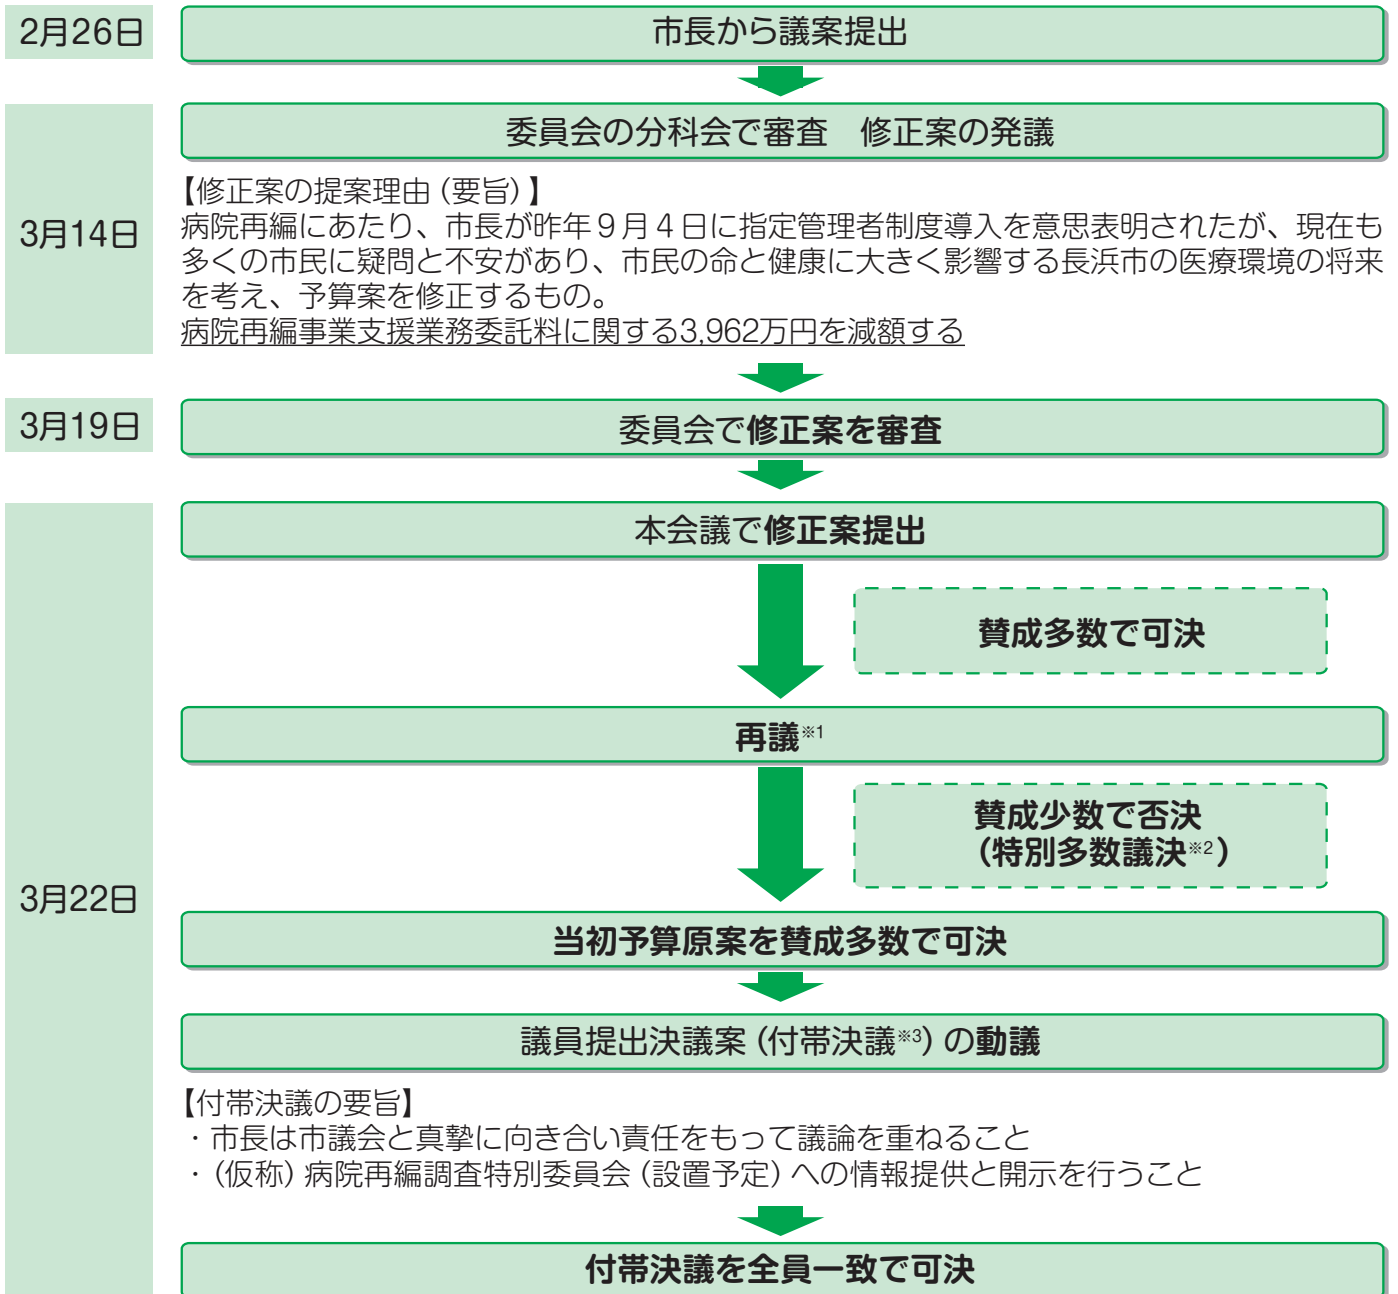 2月26日
市長から議案提出
3月14日
委員会の分科会で審査　修正案の発議
【修正案の提案理由（要旨）】
病院再編にあたり、市長が昨年９月４日に指定管理者制度導入を意思表明されたが、現在も
多くの市民に疑問と不安があり、市民の命と健康に大きく影響する長浜市の医療環境の将来
を考え、予算案を修正するもの。
病院再編事業支援業務委託料に関する3,962万円を減額する
3月19日
委員会で修正案を審査
3月22日
本会議で修正案提出
賛成多数で可決
再議※1
賛成少数で否決
（特別多数議決※2）
当初予算原案を賛成多数で可決
議員提出決議案（付帯決議※3）の動議
【付帯決議の要旨】
・市長は市議会と真摯に向き合い責任をもって議論を重ねること
・（仮称）病院再編調査特別委員会（設置予定）への情報提供と開示を行うこと
付帯決議を全員一致で可決